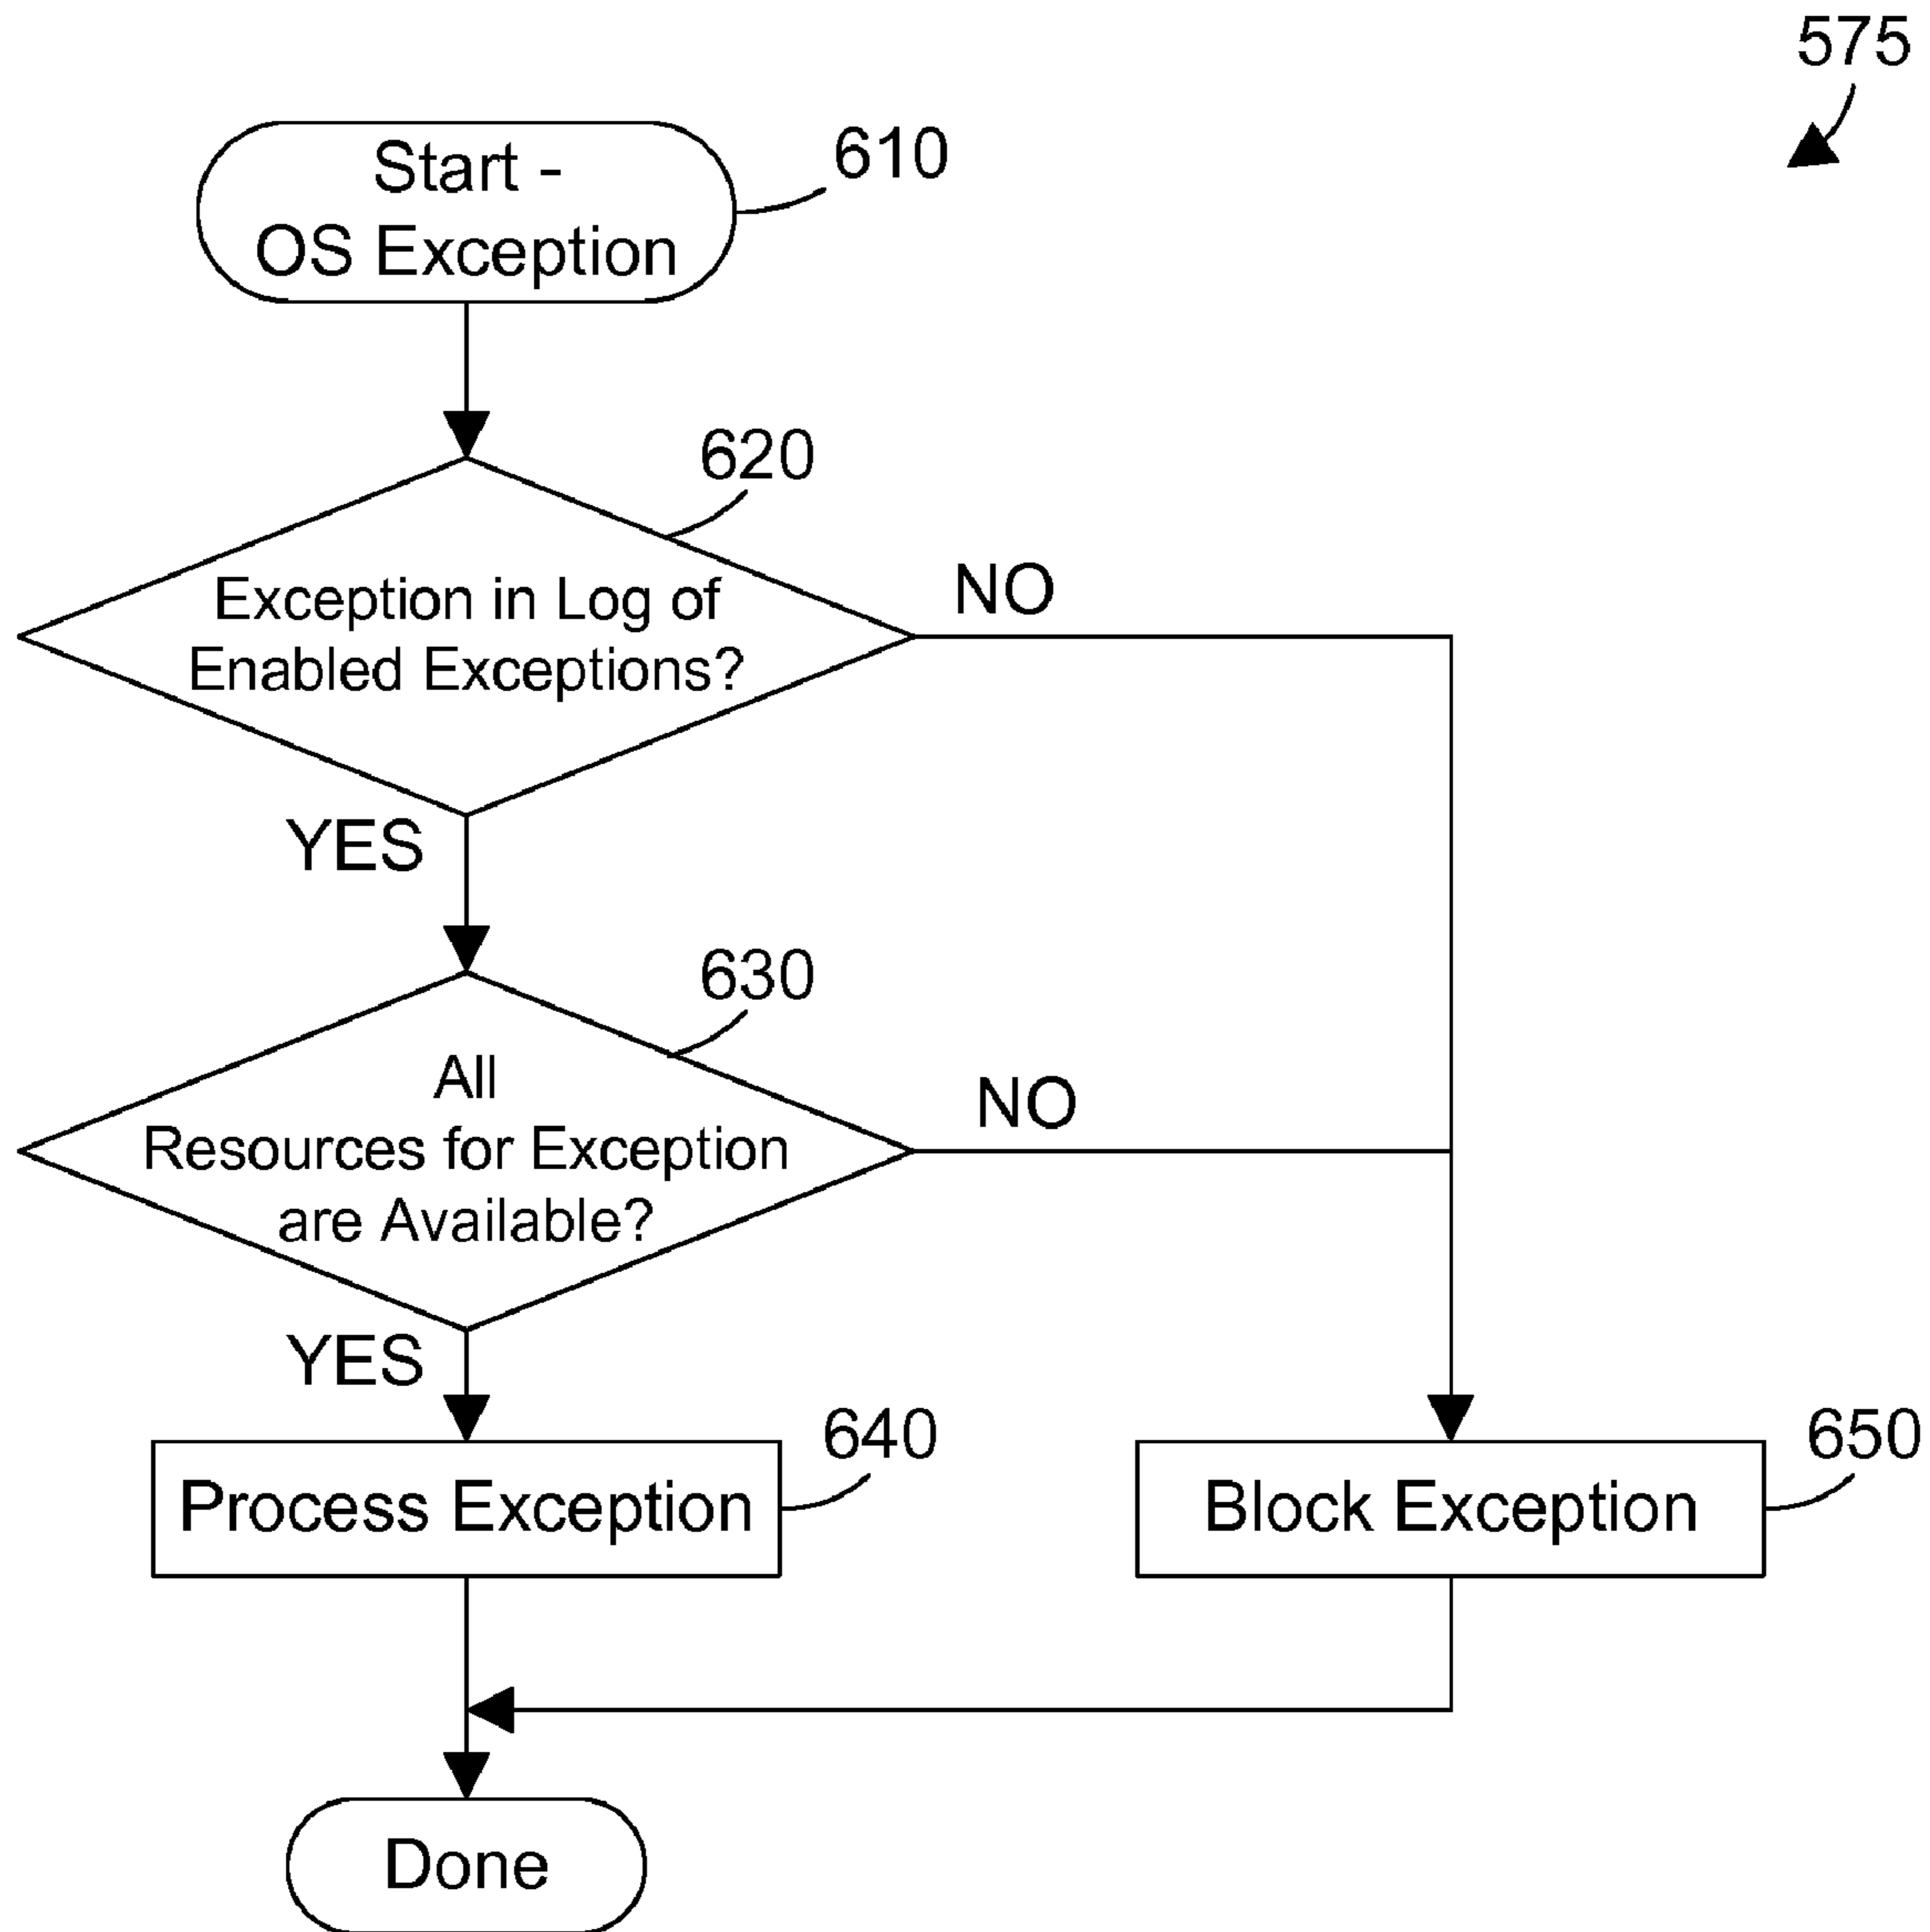 575
Start -
OS Exception
610
620
Exception in Log of
Enabled Exceptions?
NO
YES
630
All
Resources for Exception
are Available?
NO
YES
640
Process Exception
650
Block Exception
Done